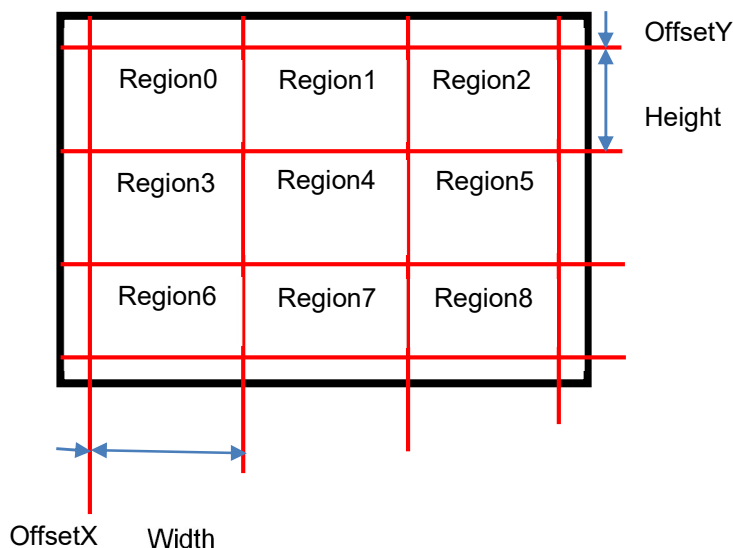 OffsetY
Region0 Region1 Region2
Height
Region3 Region4 Region5
Region6 Region7 Region8
OffsetX Width